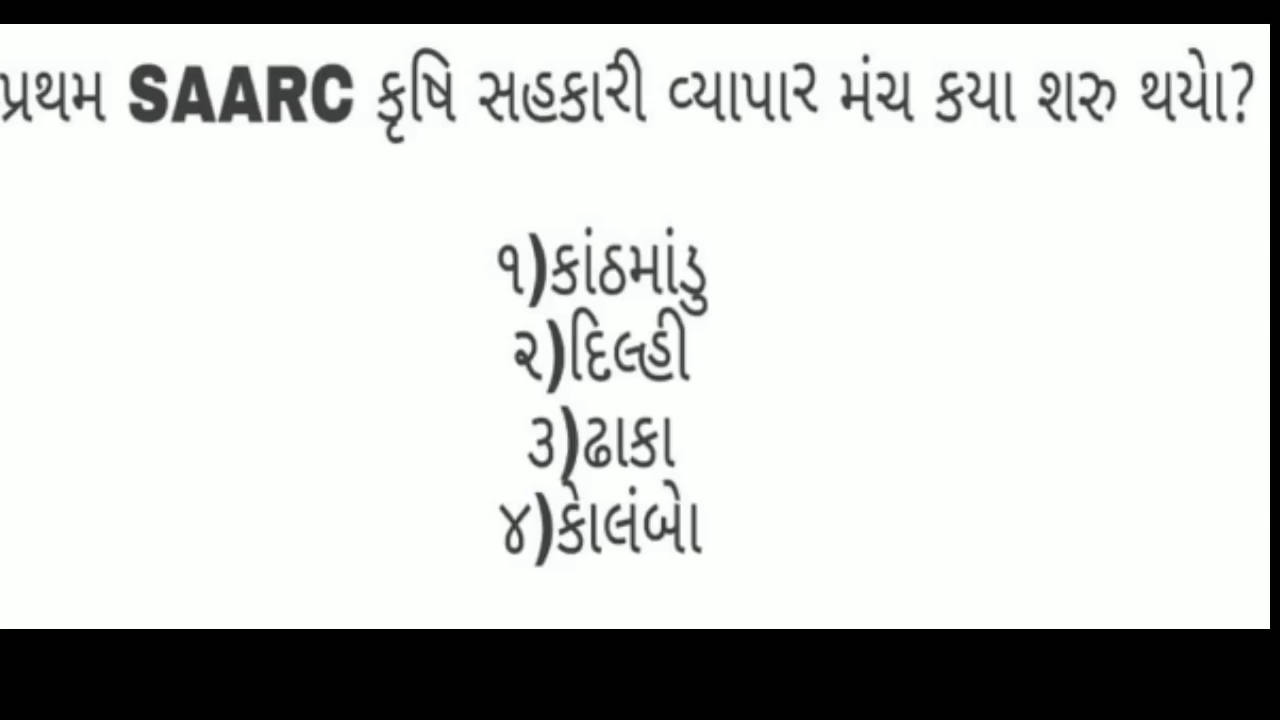 પ્રથમ SAARC કૃષિ સહકારી વ્યાપાર મંચ કયા શરુ થયો?
૧)કાંઠમાંડુ
૨)દિલ્હી
૩)ઢાકા
૪)કોલંબો